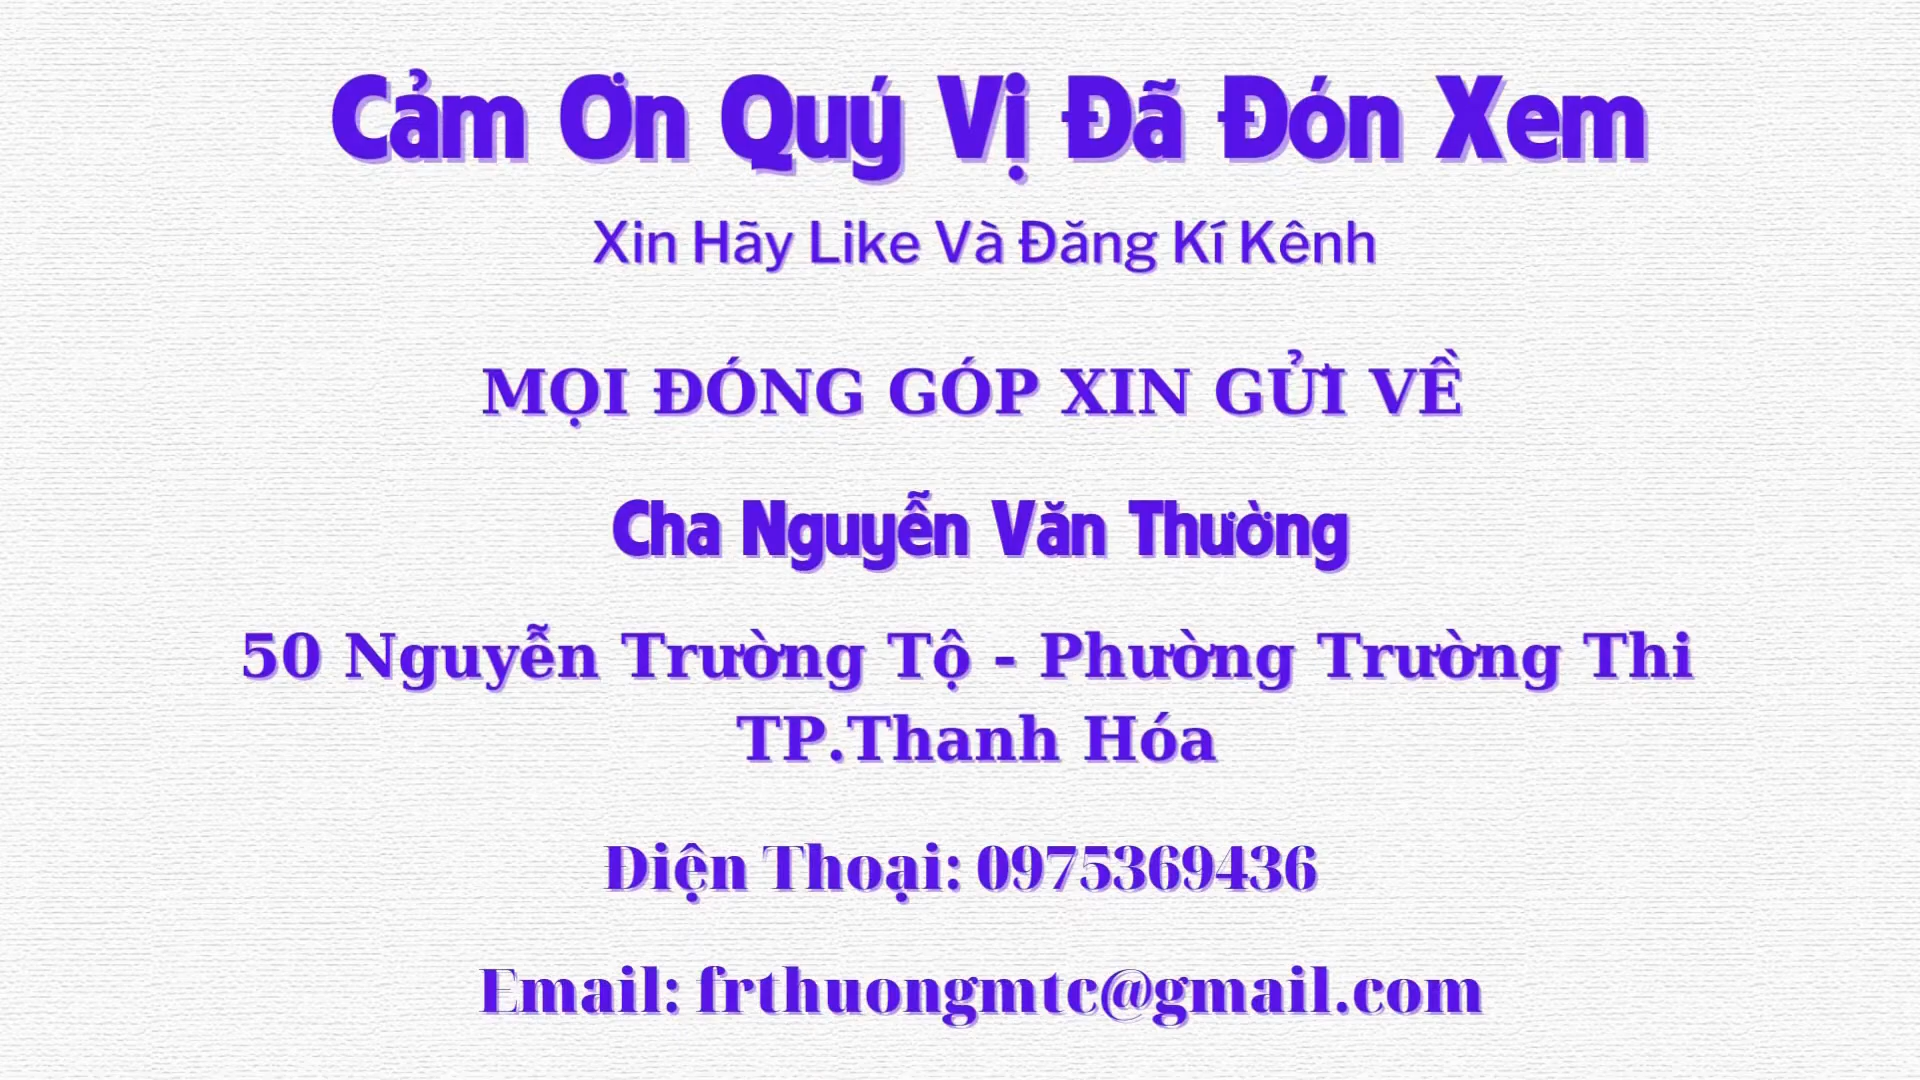 Cảm Ơn Quý Vị Đã Đón Xem
Xin Hãy Like Và Đăng Kí Kênh
MỌI ĐÓNG GÓP XIN GỬI VỀ
Cha Nguyễn Văn Thường
50 Nguyễn Trường Tộ - Phường Trường Thi
TP.Thanh Hóa
Điện Thoại: 0975369436
Email: frthuongmtc@gmail.com